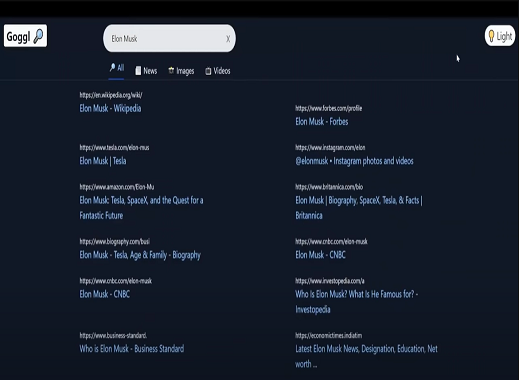 Goggl
Elon Musk
X
Light
All
News
Images
Videos
https://en.wikipedia.org/wiki/
Elon Musk - Wikipedia
https://www.forbes.com/profile
Elon Musk - Forbes
https://www.tesla.com/elon-mus
Elon Musk | Tesla
https://www.instagram.com/elon
@elonmusk • Instagram photos and videos
https://www.amazon.com/Elon-Mu
Elon Musk: Tesla, SpaceX, and the Quest for a
Fantastic Future
https://www.britannica.com/bio
Elon Musk | Biography, SpaceX, Tesla, & Facts |
Britannica
https://www.biography.com/busi
Elon Musk - Tesla, Age & Family - Biography
https://www.cnbc.com/elon-musk
Elon Musk - CNBC
https://www.cnbc.com/elon-musk
Elon Musk - CNBC
https://www.investopedia.com/a
Who Is Elon Musk? What Is He Famous for? -
Investopedia
https://www.business-standard.
Who is Elon Musk - Business Standard
https://economictimes.indiatim
Latest Elon Musk News, Designation, Education, Net
worth ...